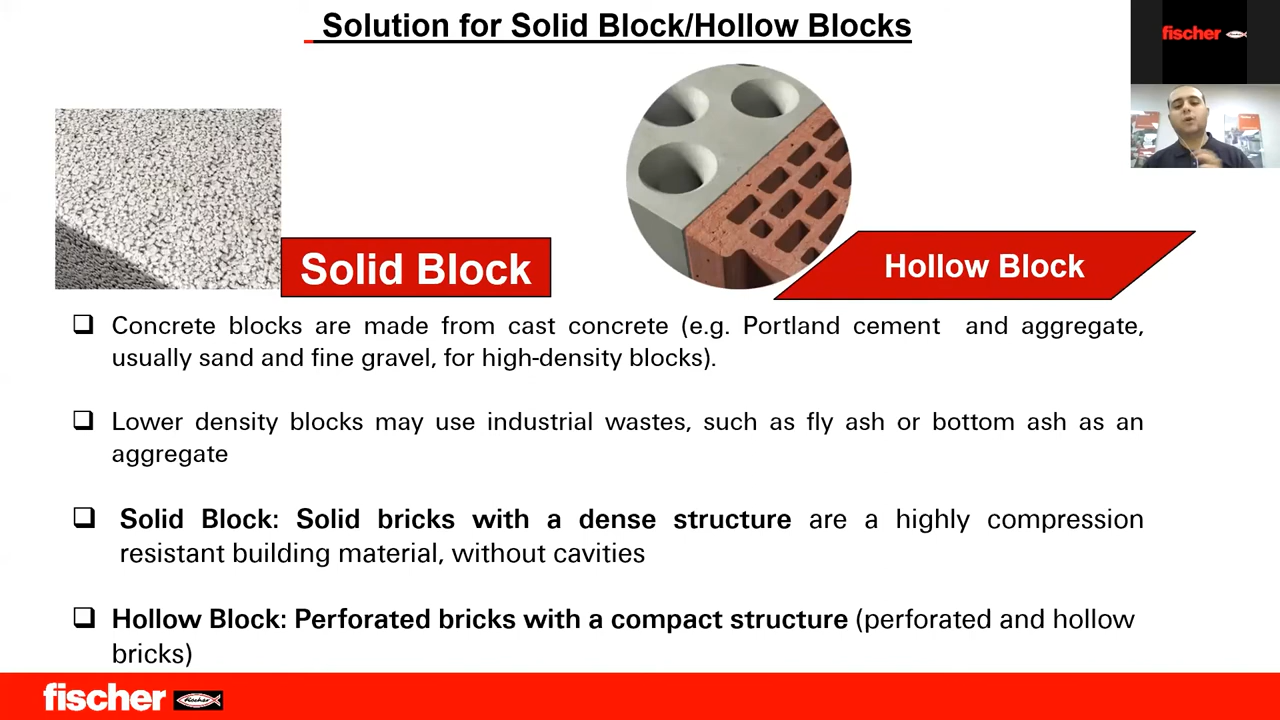 Solution for Solid Block/Hollow Blocks
fischer
Solid Block
Hollow Block
Concrete blocks are made from cast concrete (e.g. Portland cement and aggregate,
usually sand and fine gravel, for high-density blocks).
Lower density blocks may use industrial wastes, such as fly ash or bottom ash as an
aggregate
Solid Block: Solid bricks with a dense structure are a highly compression
resistant building material, without cavities
Hollow Block: Perforated bricks with a compact structure (perforated and hollow
bricks)
fischer